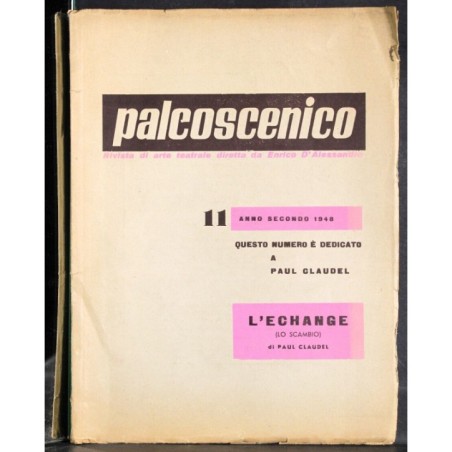 palcoscenico
Rivista di arte teatrale diretta da Enrico D'Alessandro
11 ANNO SECONDO 1948
QUESTO NUMERO È DEDICATO
A
PAUL CLAUDEL
L'ECHANGE
(LO SCAMBIO)
di PAUL CLAUDEL